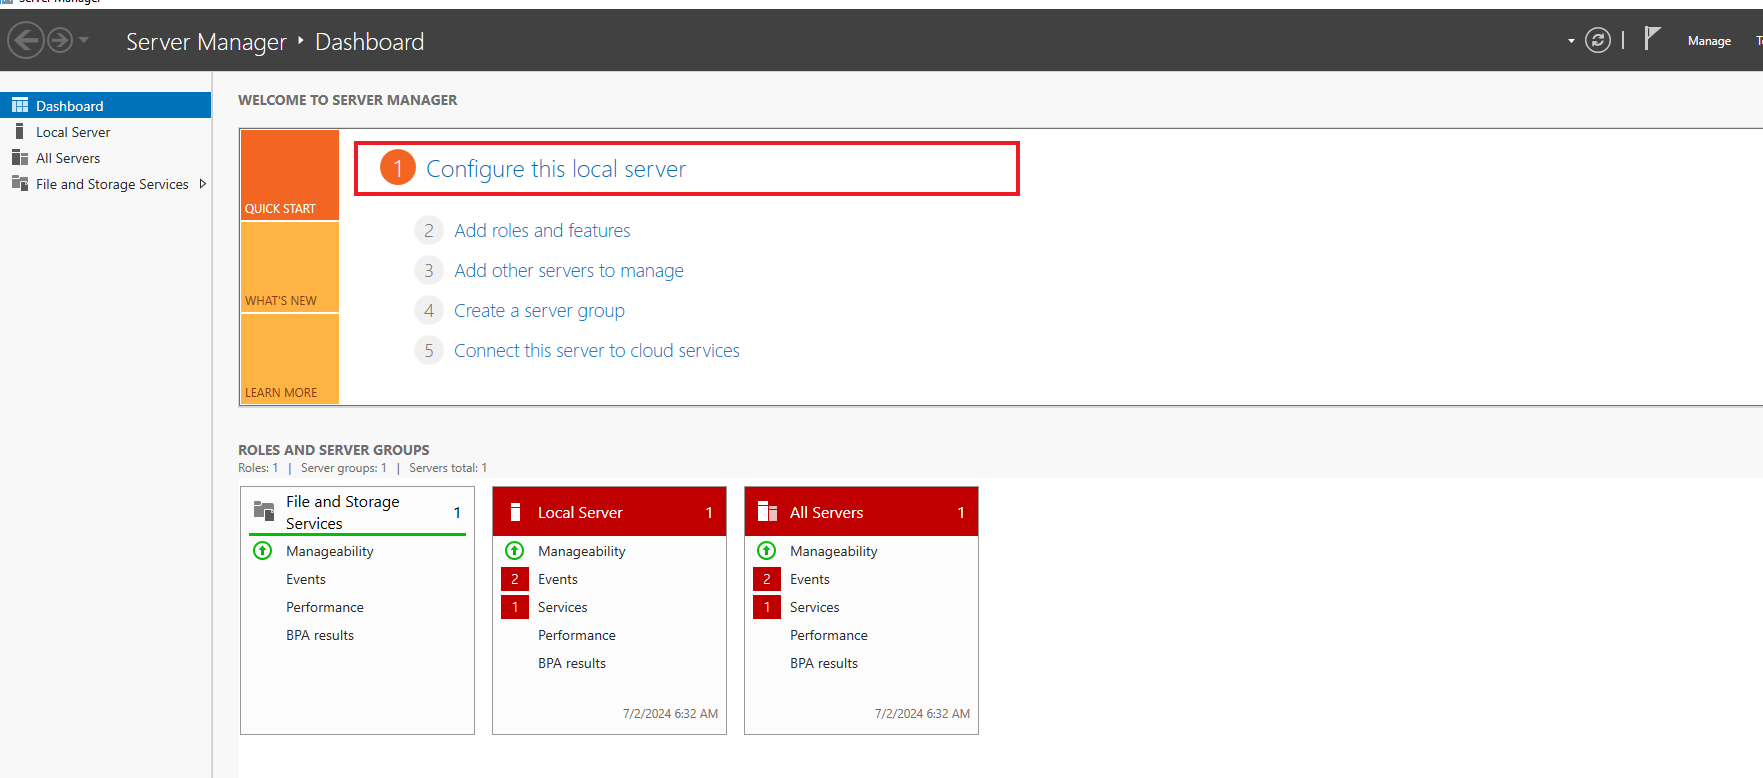 Server Manager
Server Manager ‣ Dashboard
Manage
Dashboard
Local Server
All Servers
File and Storage Services
WELCOME TO SERVER MANAGER
QUICK START
WHAT'S NEW
LEARN MORE
1 Configure this local server
2 Add roles and features
3 Add other servers to manage
4 Create a server group
5 Connect this server to cloud services
ROLES AND SERVER GROUPS
Roles: 1 | Server groups: 1 | Servers total: 1
File and Storage
Services 1
Manageability
Events
Performance
BPA results
Local Server 1
Manageability
2 Events
1 Services
Performance
BPA results
7/2/2024 6:32 AM
All Servers 1
Manageability
2 Events
1 Services
Performance
BPA results
7/2/2024 6:32 AM